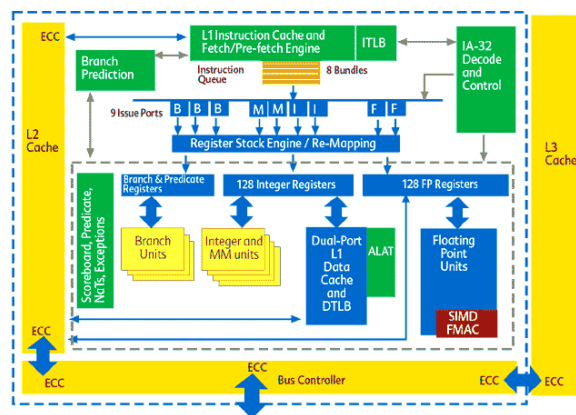 ECC
L1 Instruction Cache and
Fetch/Pre-fetch Engine
ITLB
IA-32
Decode
and
Control
Branch
Prediction
Instruction
Queue
8 Bundles
9 Issue Ports
B B B M M I I F F
L2
Cache
L3
Cache
Register Stack Engine / Re-Mapping
Scoreboard, Predicate,
NaTs, Exceptions
Branch & Predicate
Registers
128 Integer Registers
128 FP Registers
Branch
Units
Integer and
MM units
Dual-Port
L1
Data
Cache
and
DTLB
ALAT
Floating
Point
Units
SIMD
FMAC
ECC
ECC
ECC
Bus Controller
ECC
ECC